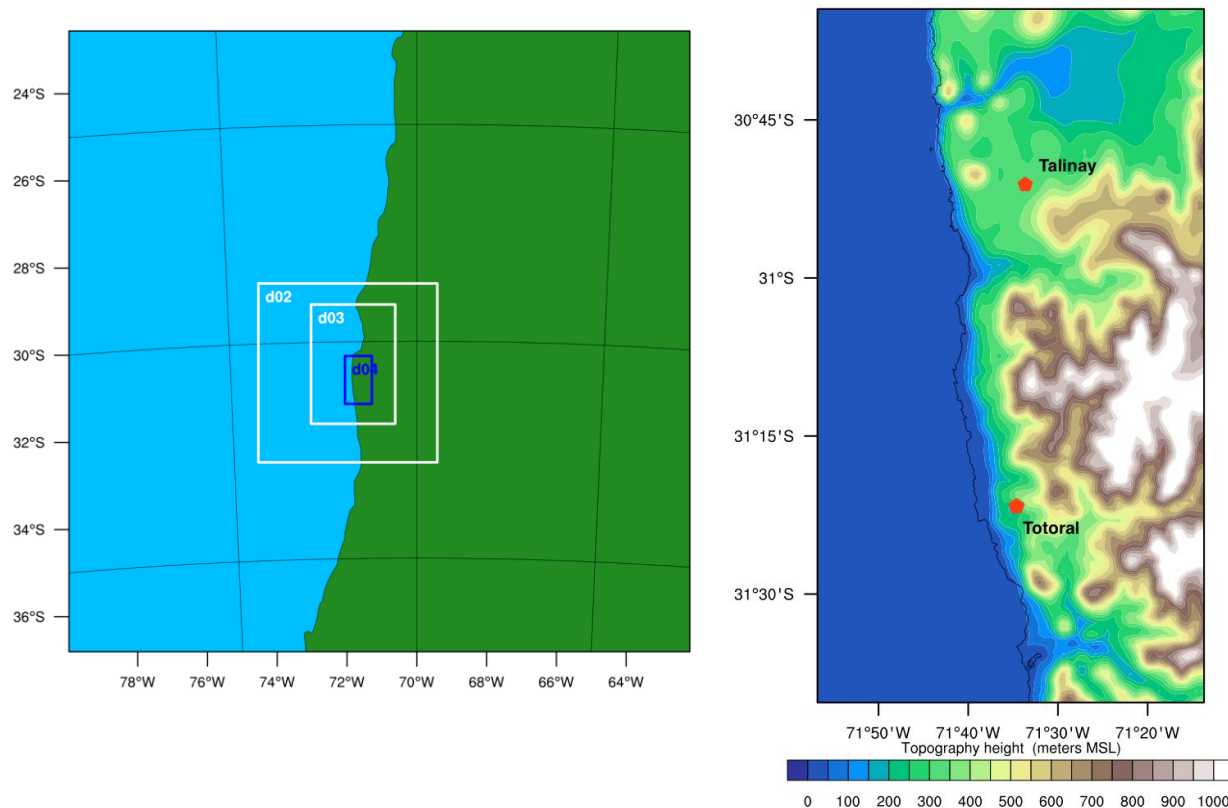 24°S
26°S
28°S
30°S
32°S
34°S
36°S
d02
d03
d04
78°W 76°W 74°W 72°W 70°W 68°W 66°W 64°W
30°45'S
31°S
31°15'S
31°30'S
Talinay
Totoral
71°50'W 71°40'W 71°30'W 71°20'W
Topography height (meters MSL)
0 100 200 300 400 500 600 700 800 900 1000